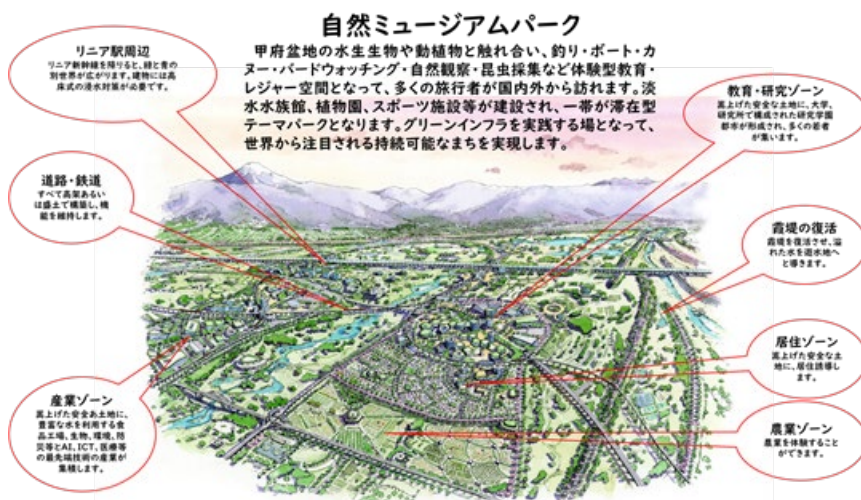 自然ミュージアムパーク
甲府盆地の水生生物や動植物と触れ合い、釣り・ボート・カ
ヌー・バードウォッチング・自然観察・昆虫採集など体験型教育・
レジャー空間となって、多くの旅行者が国内外から訪れます。淡
水水族館、植物園、スポーツ施設等が建設され、一帯が滞在型
テーマパークとなります。グリーンインフラを実践する場となって、
世界から注目される持続可能なまちを実現します。
リニア駅周辺
リニア新幹線を降りると、緑と青の
別世界が広がります。建物には高
床式の浸水対策が必要です。
道路・鉄道
すべて高架あるい
は盛土で構築し、機
能を維持します。
産業ゾーン
嵩上げた安全あ土地に、
豊富な水を利用する食
品工場、生物、環境、防
災等とAI、ICT、医療等
の最先端技術の産業が
集積します。
教育・研究ゾーン
嵩上げた安全な土地に、大学、
研究所で構成された研究学園
都市が形成され、多くの若者
が集います。
霞堤の復活
霞堤を復活させ、溢
れた水を遊水地へ
と導きます。
居住ゾーン
嵩上げた安全な土
地に、居住誘導し
ます。
農業ゾーン
農業を体験すること
ができます。